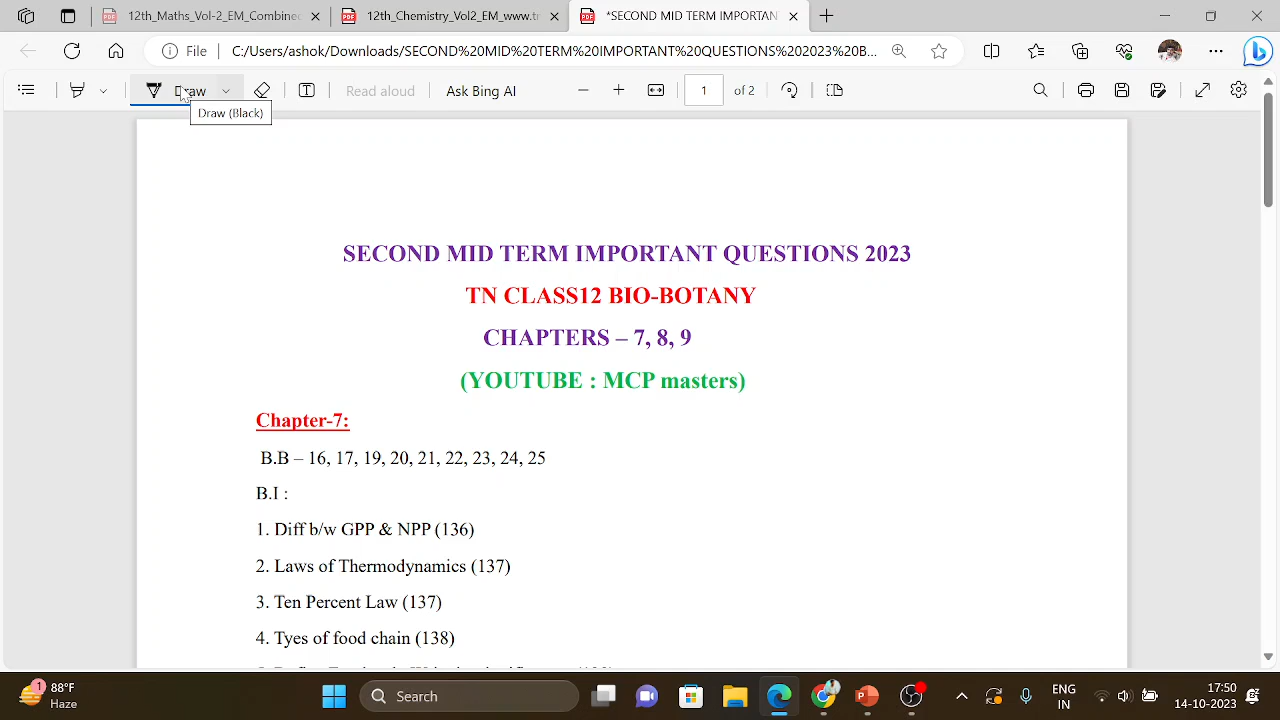 12th_Maths_Vol-2_EM_Combine
12th_Chemistry_Vol2_EM_www.tr
*SECOND MID TERM IMPORTAN
File
C:/Users/ashok/Downloads/SECOND%20MID%20TERM%20IMPORTANT%20QUESTIONS%202023%20B...
Draw
Read aloud
Ask Bing AI
1 of 2
Draw (Black)
SECOND MID TERM IMPORTANT QUESTIONS 2023
TN CLASS12 BIO-BOTANY
CHAPTERS – 7, 8, 9
(YOUTUBE : MCP masters)
Chapter-7:
B.B – 16, 17, 19, 20, 21, 22, 23, 24, 25
B.I :
1. Diff b/w GPP & NPP (136)
2. Laws of Thermodynamics (137)
3. Ten Percent Law (137)
4. Tyes of food chain (138)
1
88°F
Haze
Search
ENG
IN
17:50
14-10-2023